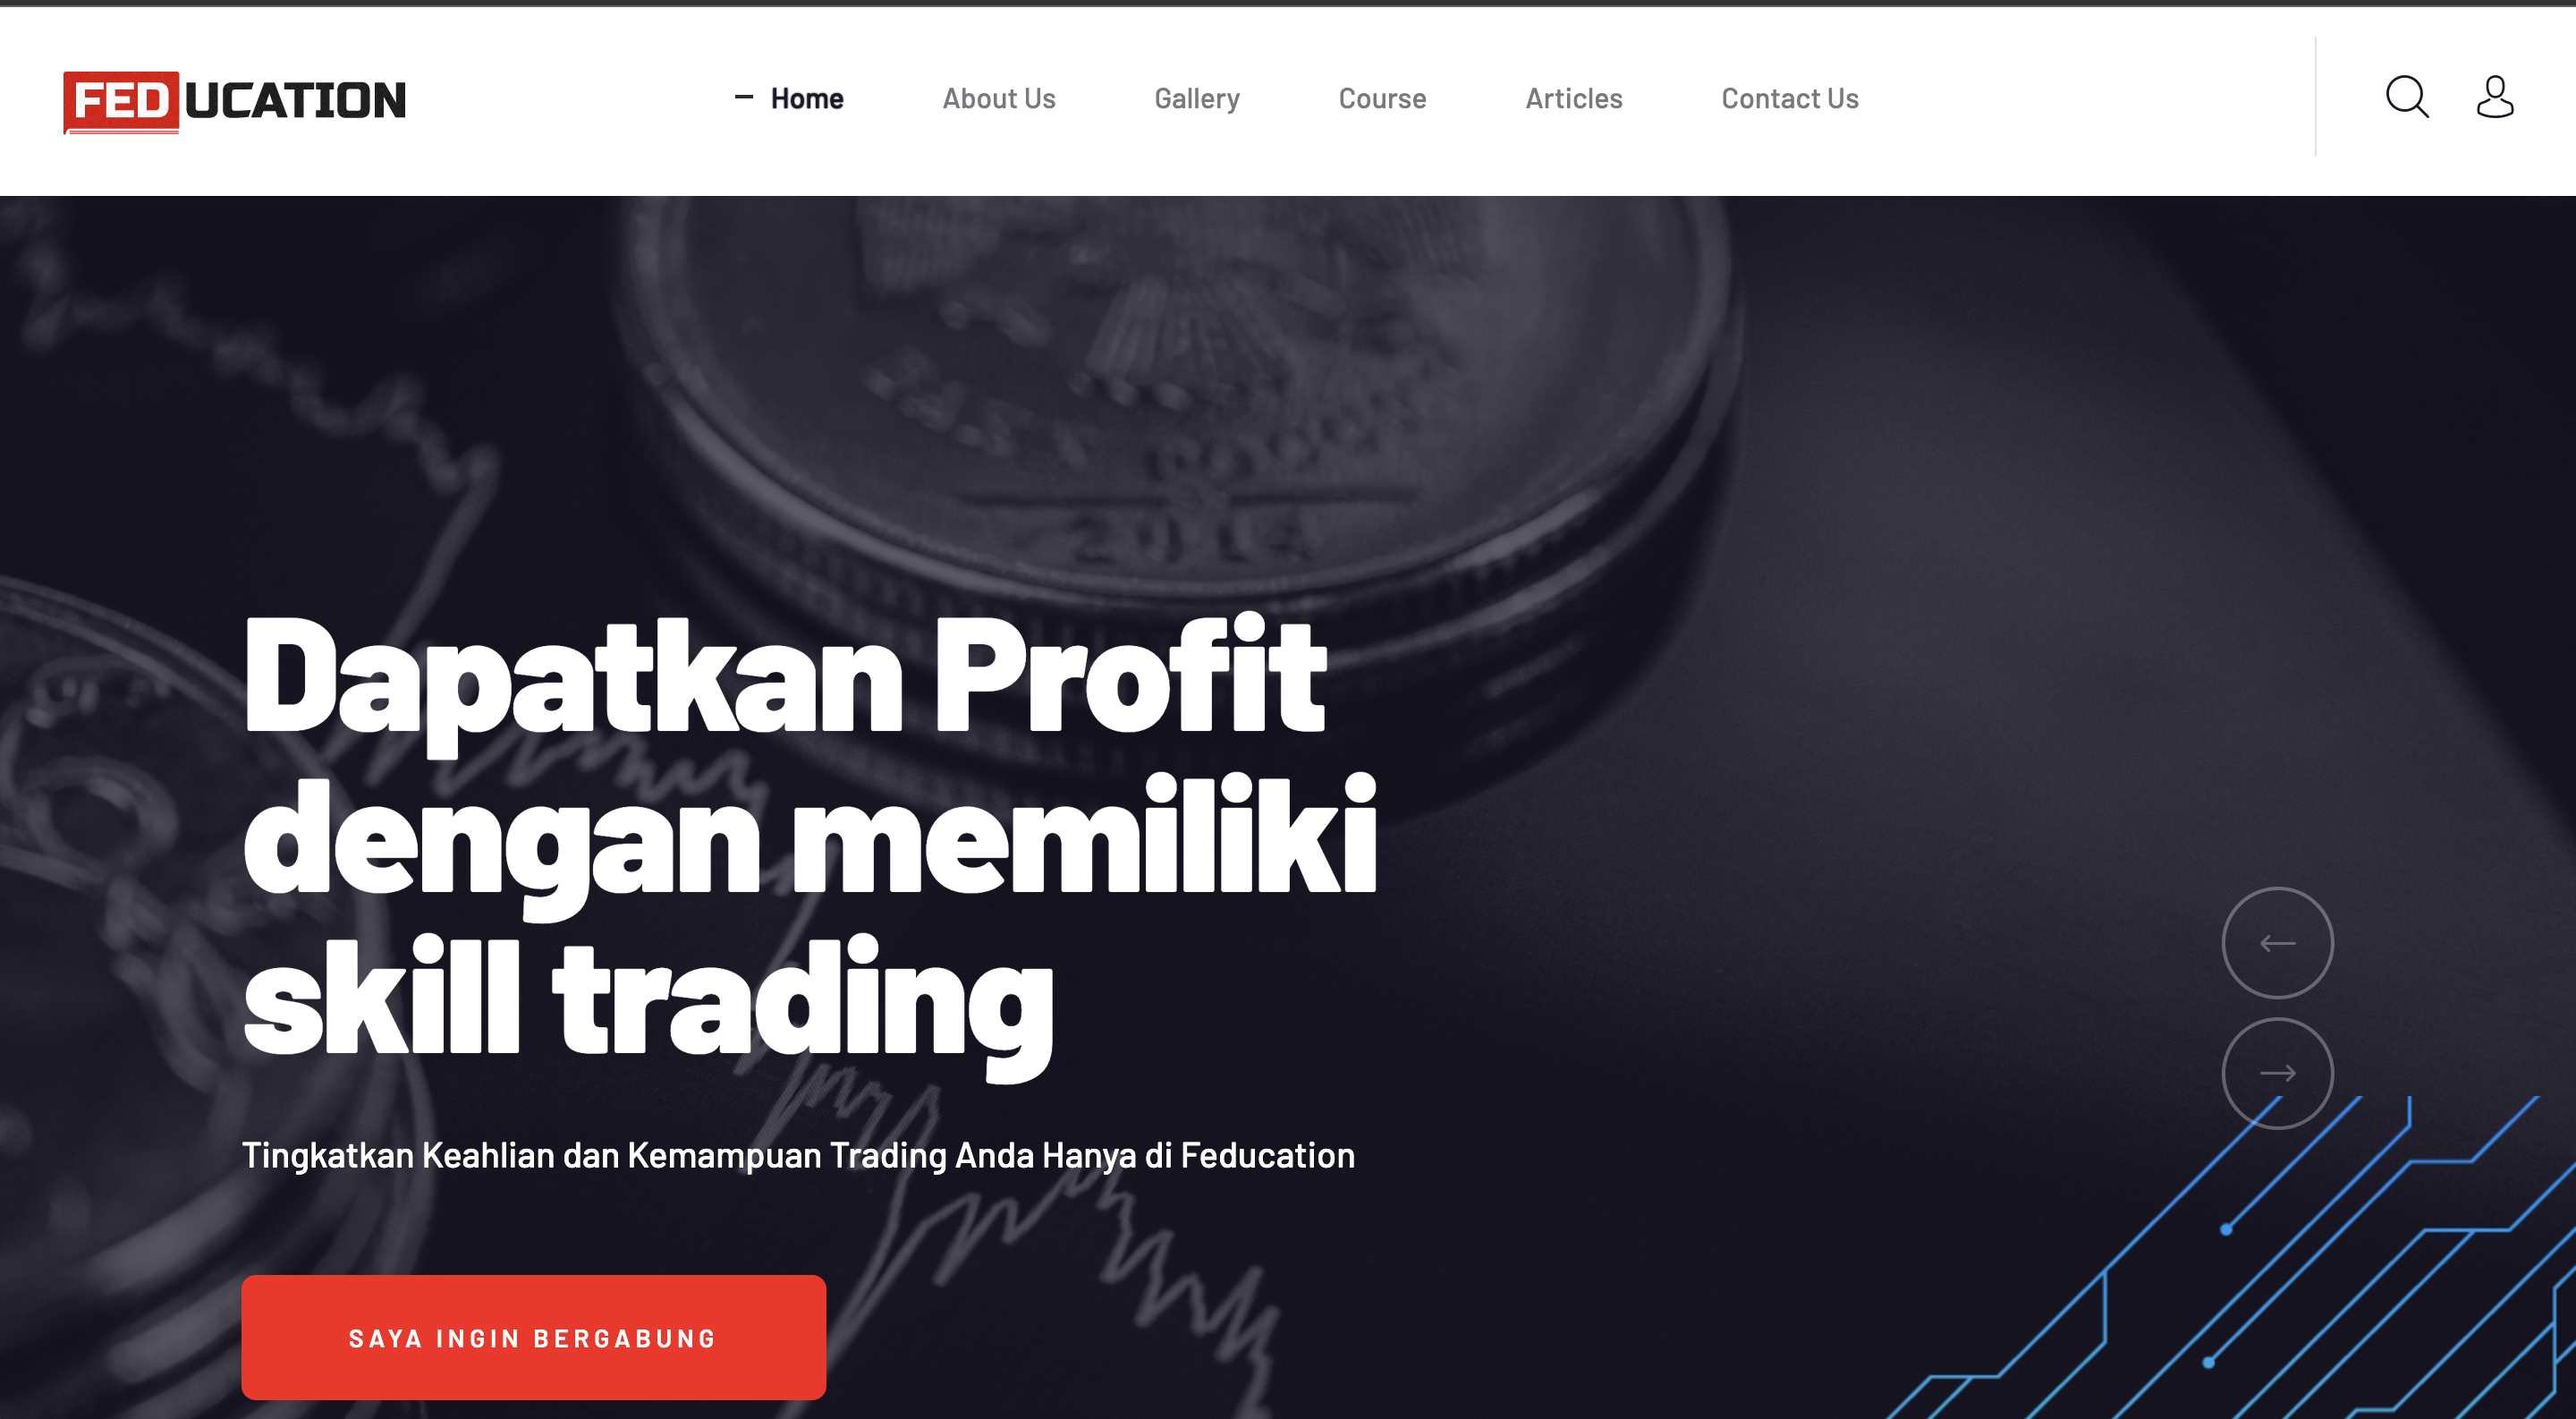 FEDUCATION
Home About Us Gallery Course Articles Contact Us
2014
Dapatkan Profit
dengan memiliki
skill trading
Tingkatkan Keahlian dan Kemampuan Trading Anda Hanya di Feducation
SAYA INGIN BERGABUNG